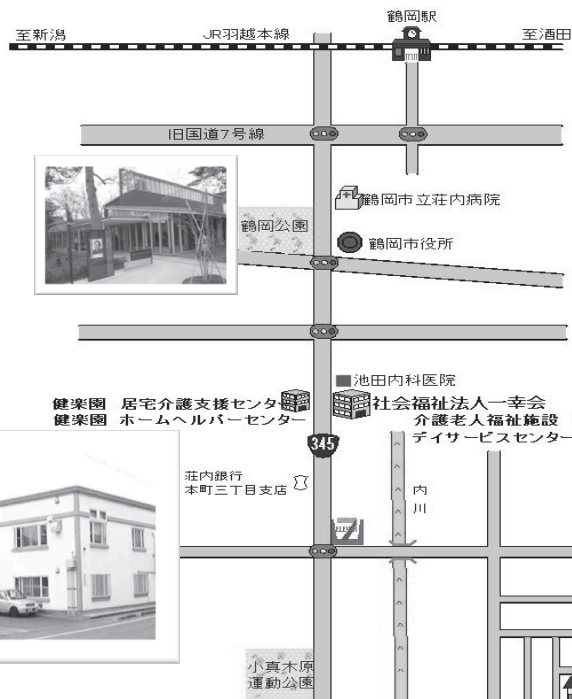 鶴岡駅
至新潟
JR羽越本線
至酒田
旧国道7号線
鶴岡市立荘内病院
鶴岡公園
鶴岡市役所
池田内科医院
健楽園 居宅介護支援センター
健楽園 ホームヘルパーセンター
社会福祉法人一幸会
介護老人福祉施設
デイサービスセンター
345
荘内銀行
本町三丁目支店
内川
小真木原
運動公園